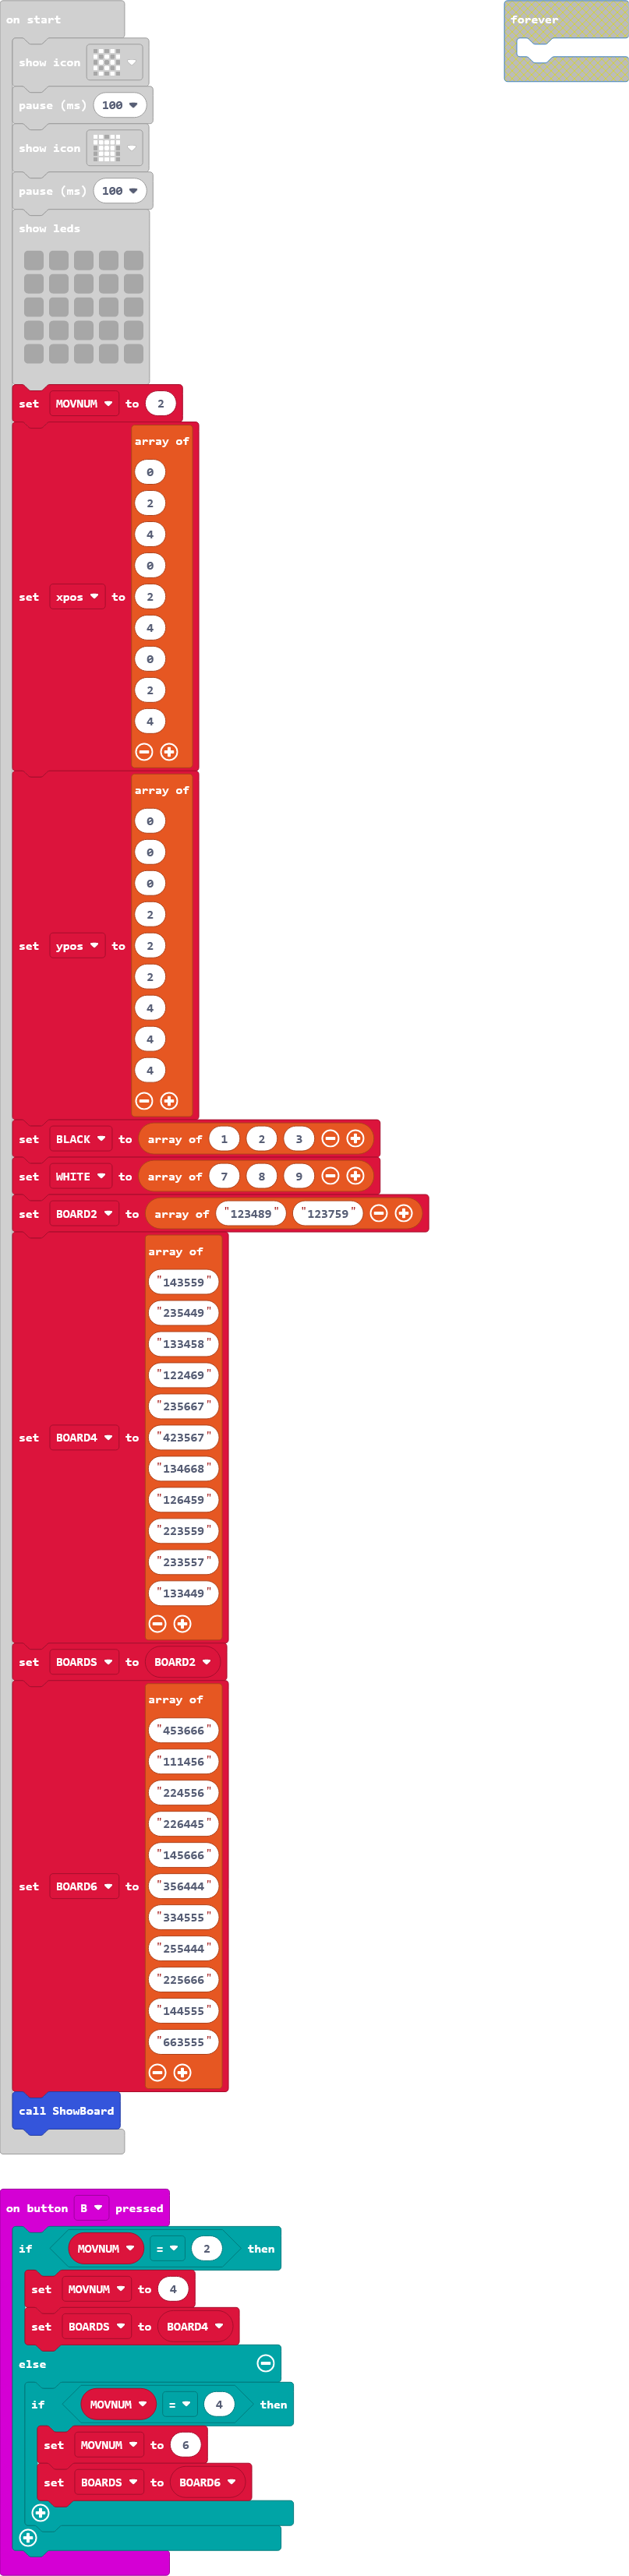 on start
forever
show icon
pause (ms) 100
show icon
pause (ms) 100
show leds
set MOVNUM to 2
array of
0
2
4
0
set xpos to 2
4
0
2
4
array of
0
0
0
2
set ypos to 2
2
4
4
4
set BLACK to array of 1 2 3
set WHITE to array of 7 8 9
set BOARD2 to array of "123489" "123759"
array of
"143559"
"235449"
"133458"
"122469"
"235667"
set BOARD4 to "423567"
"134668"
"126459"
"223559"
"233557"
"133449"
set BOARDS to BOARD2
array of
"453666"
"111456"
"224556"
"226445"
"145666"
set BOARD6 to "356444"
"334555"
"255444"
"225666"
"144555"
"663555"
call ShowBoard
on button B pressed
if MOVNUM = 2 then
set MOVNUM to 4
set BOARDS to BOARD4
else
if MOVNUM = 4 then
set MOVNUM to 6
set BOARDS to BOARD6